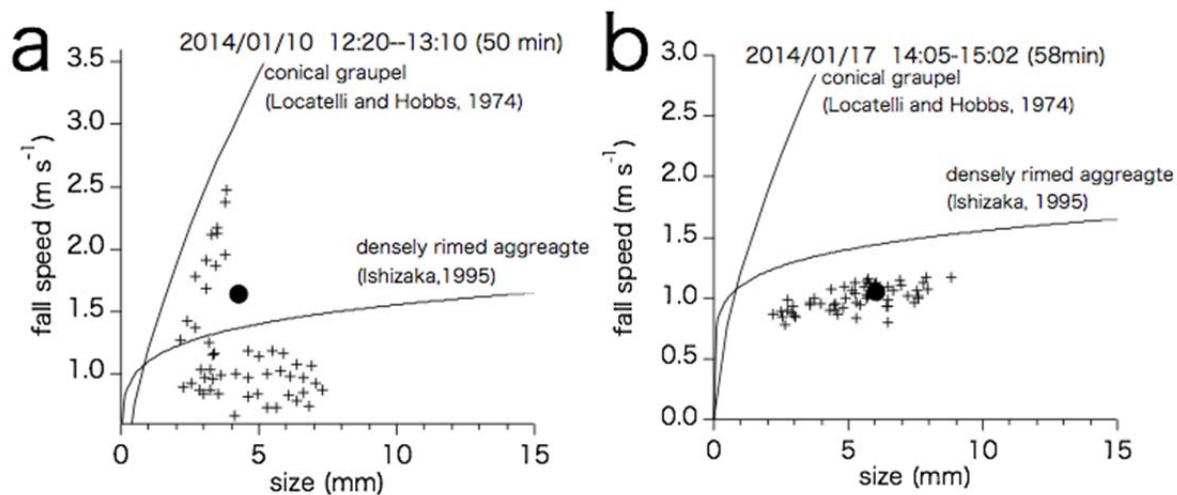 a
2014/01/10 12:20--13:10 (50 min)
conical graupel
(Locatelli and Hobbs, 1974)
densely rimed aggreagte
(Ishizaka,1995)
3.5
3.0
2.5
2.0
1.5
1.0
fall speed (m s⁻¹)
0 5 10 15
size (mm)
b
2014/01/17 14:05-15:02 (58min)
conical graupel
(Locatelli and Hobbs, 1974)
densely rimed aggreagte
(Ishizaka, 1995)
3.0
2.5
2.0
1.5
1.0
0.5
0.0
fall speed (m s⁻¹)
0 5 10 15
size (mm)